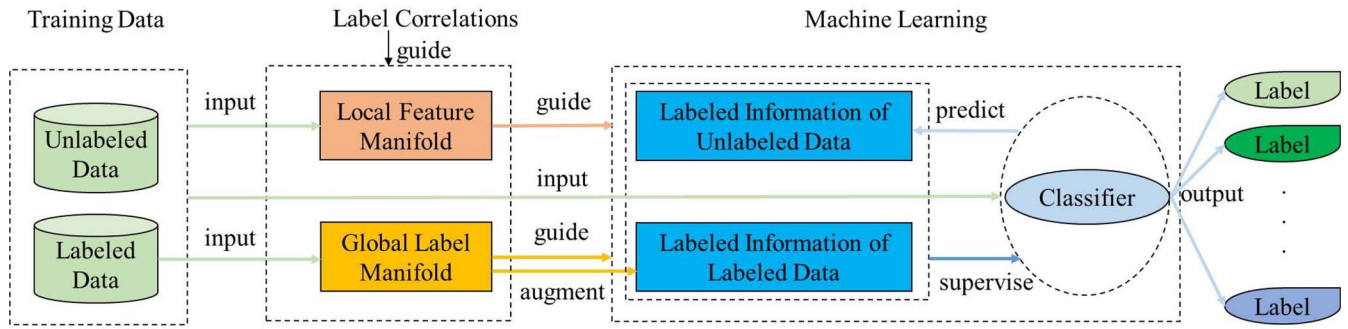 Training Data
Label Correlations
Machine Learning
guide
input
Local Feature
Manifold
guide
Labeled Information of
Unlabeled Data
predict
Label
Unlabeled
Data
Label
input
Classifier
output
Labeled
Data
input
Global Label
Manifold
guide
augment
Labeled Information of
Labeled Data
supervise
Label